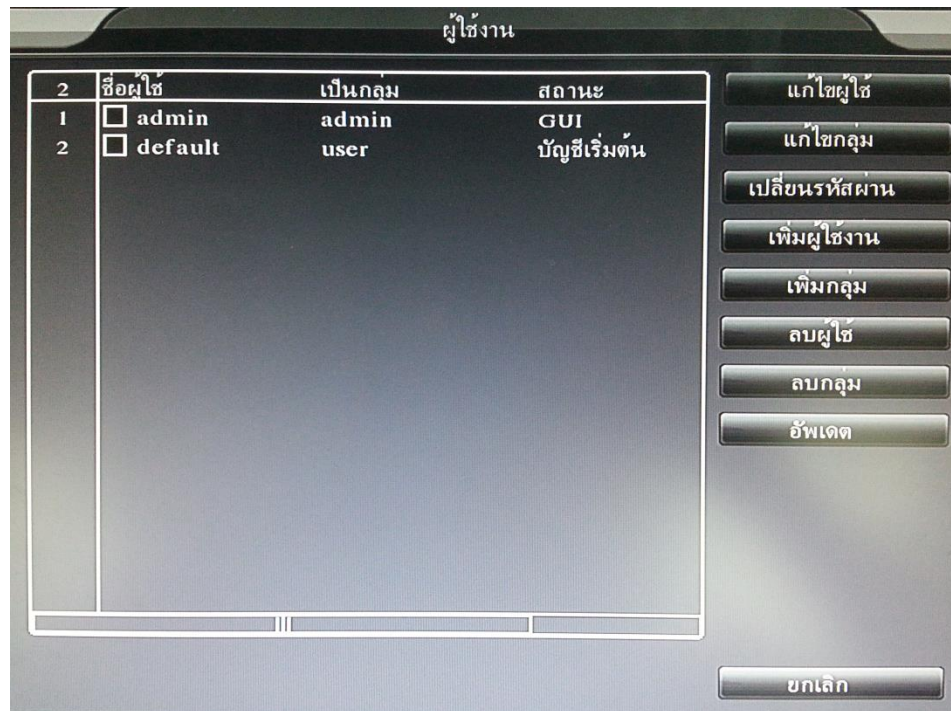 ผู้ใช้งาน
2 ชื่อผู้ใช้ เป็นกลุ่ม สถานะ
1 admin admin GUI
2 default user บัญชีเริ่มต้น
แก้ไขผู้ใช้
แก้ไขกลุ่ม
เปลี่ยนรหัสผ่าน
เพิ่มผู้ใช้งาน
เพิ่มกลุ่ม
ลบผู้ใช้
ลบกลุ่ม
อัพเดต
ยกเลิก